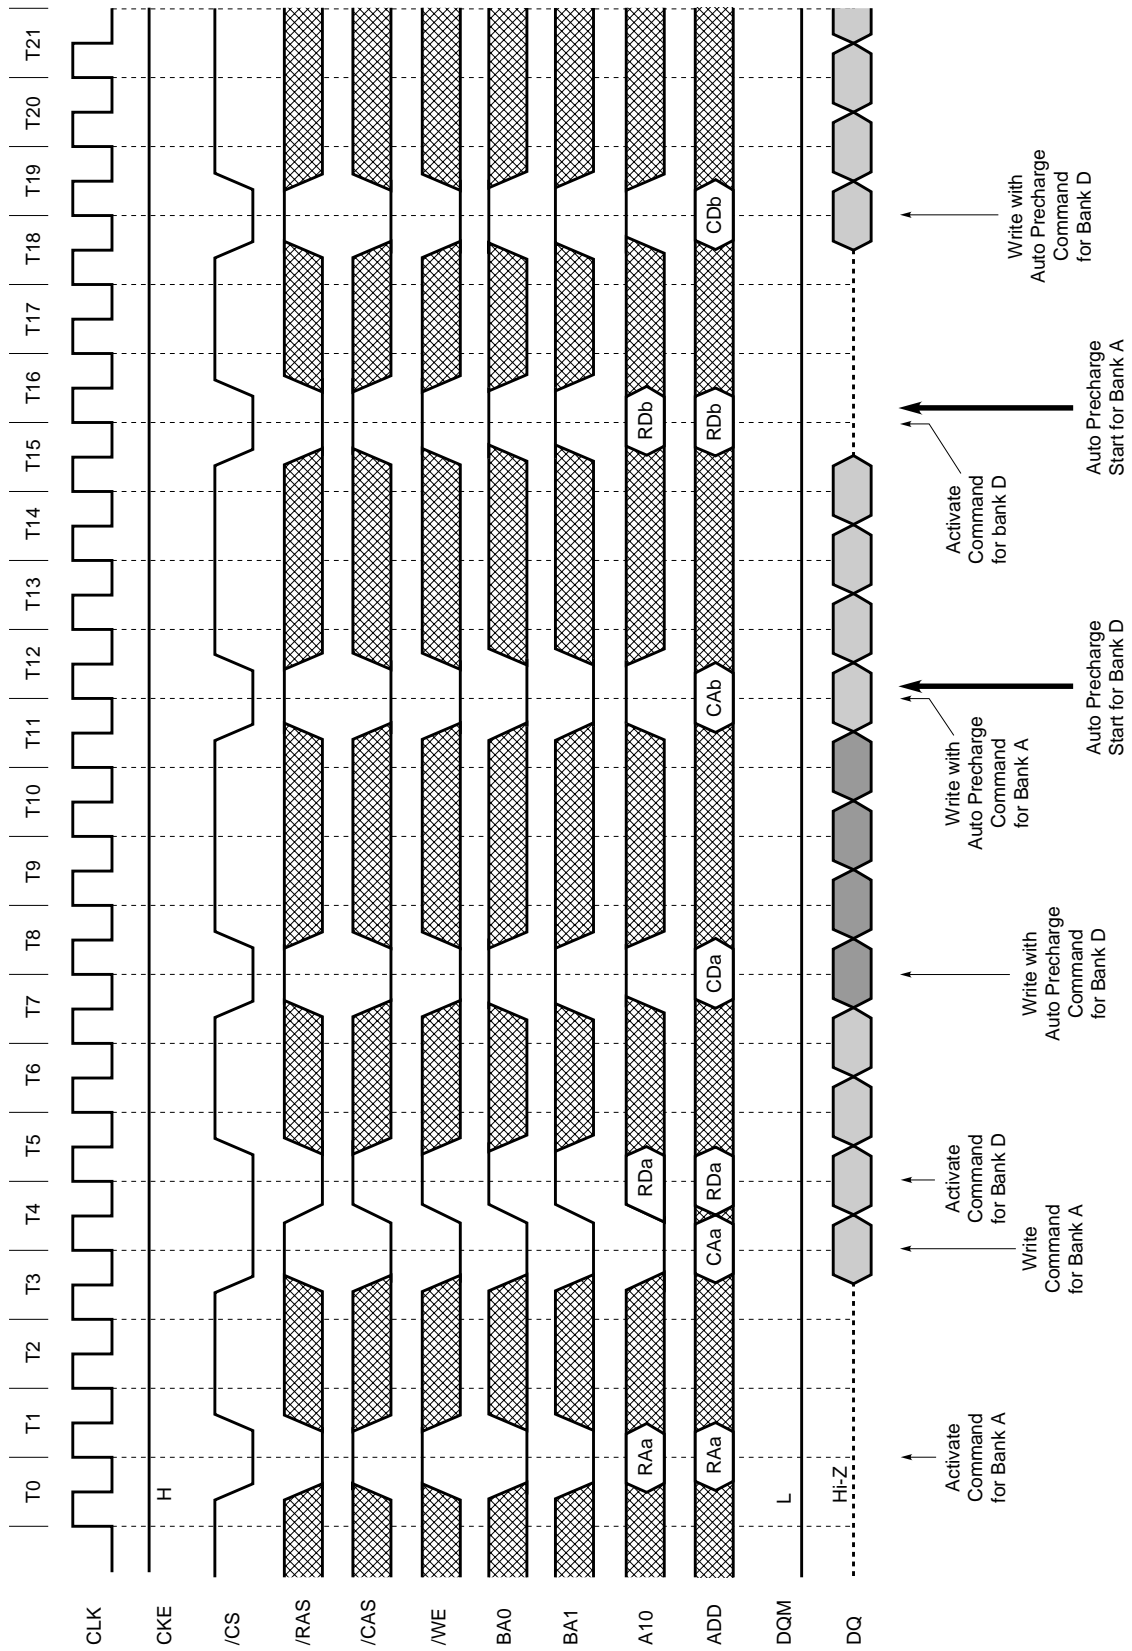 T0
T1
T2
T3
T4
T5
T6
T7
T8
T9
T10
T11
T12
T13
T14
T15
T16
T17
T18
T19
T20
T21
CLK
CKE
H
/CS
/RAS
/CAS
/WE
BA0
BA1
A10
RAa
RDa
RDb
ADD
RAa
CAa
RDa
CDa
CAb
RDb
CDb
DQM
L
DQ
Hi-Z
Activate
Command
for Bank A
Write
Command
for Bank A
Activate
Command
for Bank D
Write with
Auto Precharge
Command
for Bank D
Write with
Auto Precharge
Command
for Bank A
Auto Precharge
Start for Bank D
Activate
Command
for bank D
Auto Precharge
Start for Bank A
Write with
Auto Precharge
Command
for Bank D